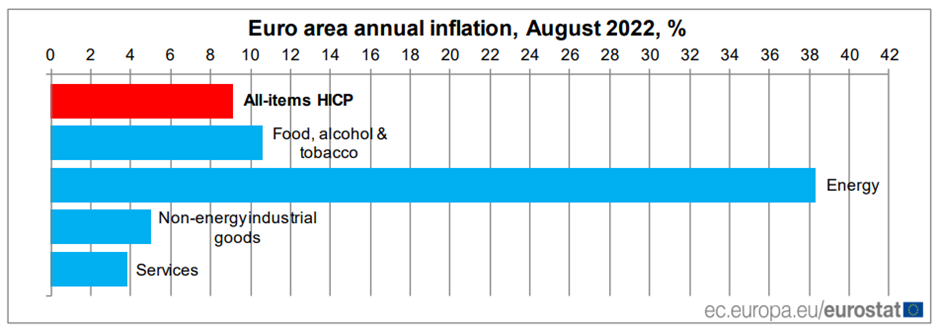 Euro area annual inflation, August 2022, %
0 2 4 6 8 10 12 14 16 18 20 22 24 26 28 30 32 34 36 38 40 42
All-items HICP
Food, alcohol &
tobacco
Energy
Non-energy industrial
goods
Services
ec.europa.eu/eurostat